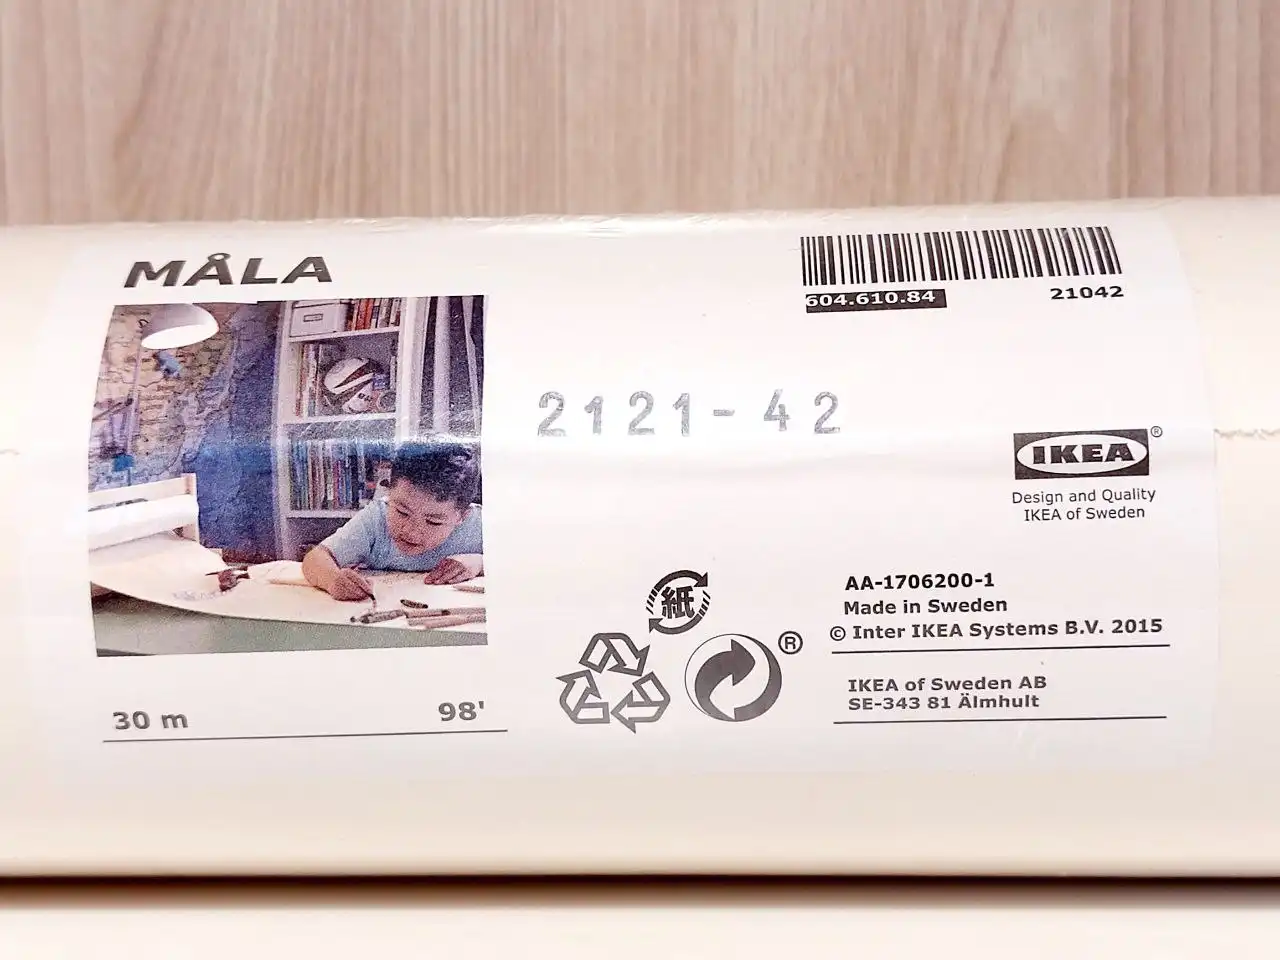 MÅLA
604.610.84
21042
2121-42
IKEA®
Design and Quality
IKEA of Sweden
紙
®
AA-1706200-1
Made in Sweden
© Inter IKEA Systems B.V. 2015
IKEA of Sweden AB
SE-343 81 Älmhult
30 m
98'